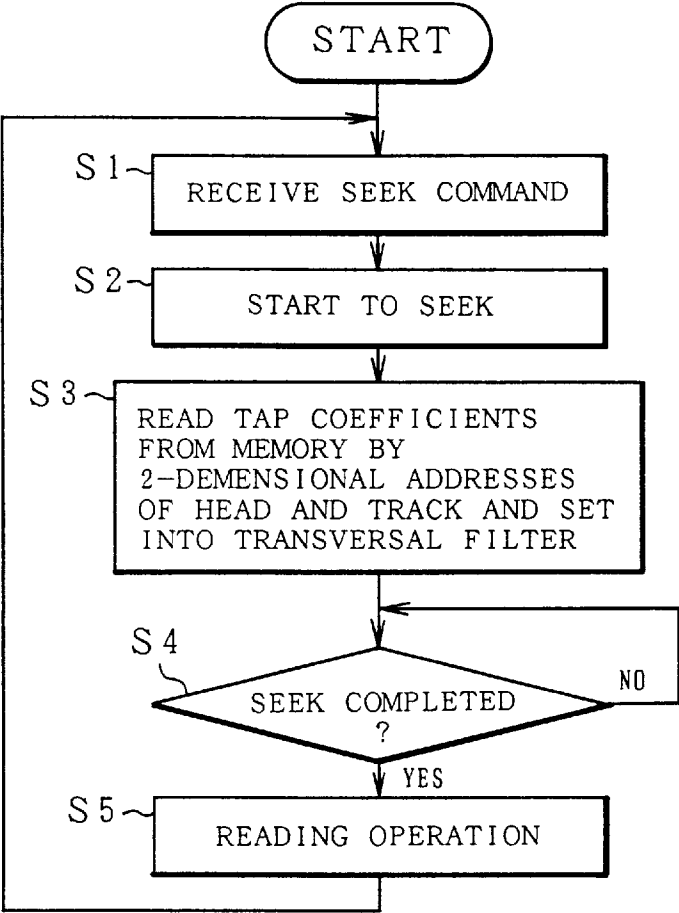 START
S1
RECEIVE SEEK COMMAND
S2
START TO SEEK
S3
READ TAP COEFFICIENTS
FROM MEMORY BY
2-DEMENSIONAL ADDRESSES
OF HEAD AND TRACK AND SET
INTO TRANSVERSAL FILTER
S4
SEEK COMPLETED
?
NO
YES
S5
READING OPERATION